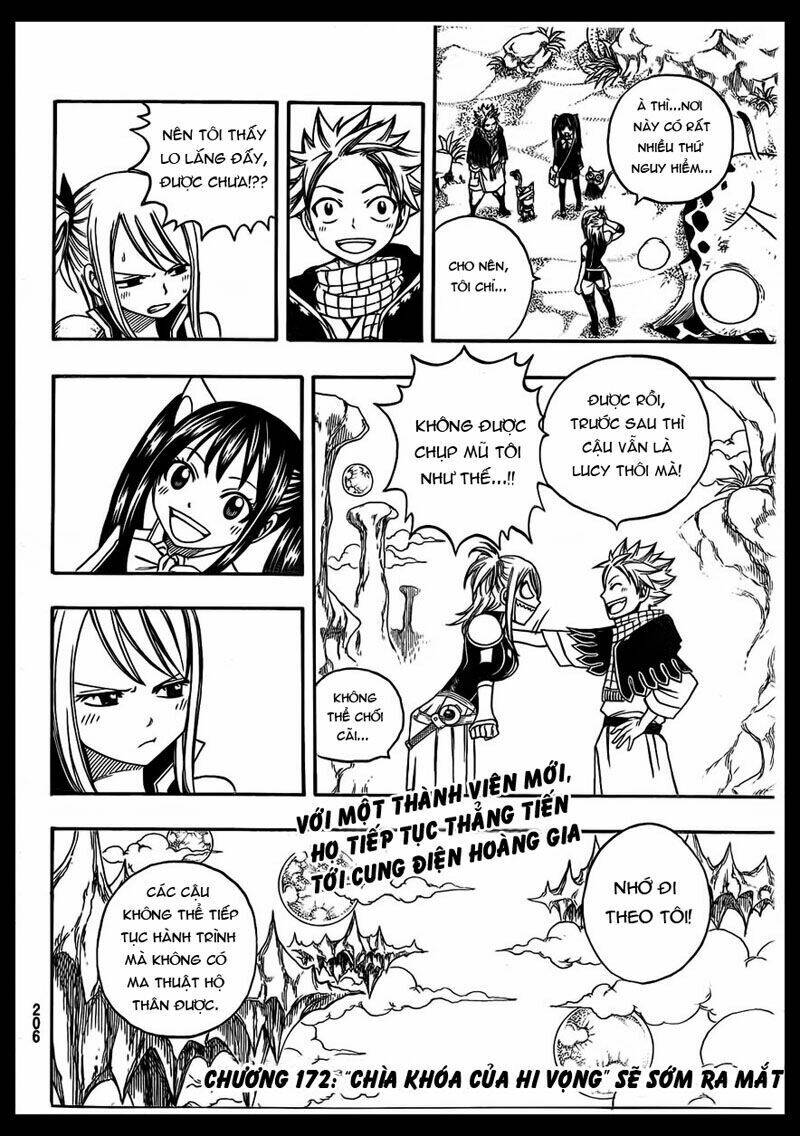 À THÌ...NƠI
NÀY CÓ RẤT
NHIỀU THỨ
NGUY HIỂM...
CHO NÊN,
TÔI CHỈ...
NÊN TÔI THẤY
LO LẮNG ĐẤY,
ĐƯỢC CHƯA!??
ĐƯỢC RỒI,
TRƯỚC SAU THÌ
CẬU VẪN LÀ
LUCY THÔI MÀ!
KHÔNG ĐƯỢC
CHỤP MŨ TÔI
NHƯ THẾ...!!
KHÔNG
THỂ CHỐI
CÃI...
VỚI MỘT THÀNH VIÊN MỚI,
HỌ TIẾP TỤC THẲNG TIẾN
TỚI CUNG ĐIỆN HOÀNG GIA
NHỚ ĐI
THEO TÔI!
CÁC CẬU
KHÔNG THỂ TIẾP
TỤC HÀNH TRÌNH
MÀ KHÔNG CÓ
MA THUẬT HỘ
THÂN ĐƯỢC.
206
CHƯƠNG 172: "CHÌA KHÓA CỦA HI VỌNG" SẼ SỚM RA MẮT